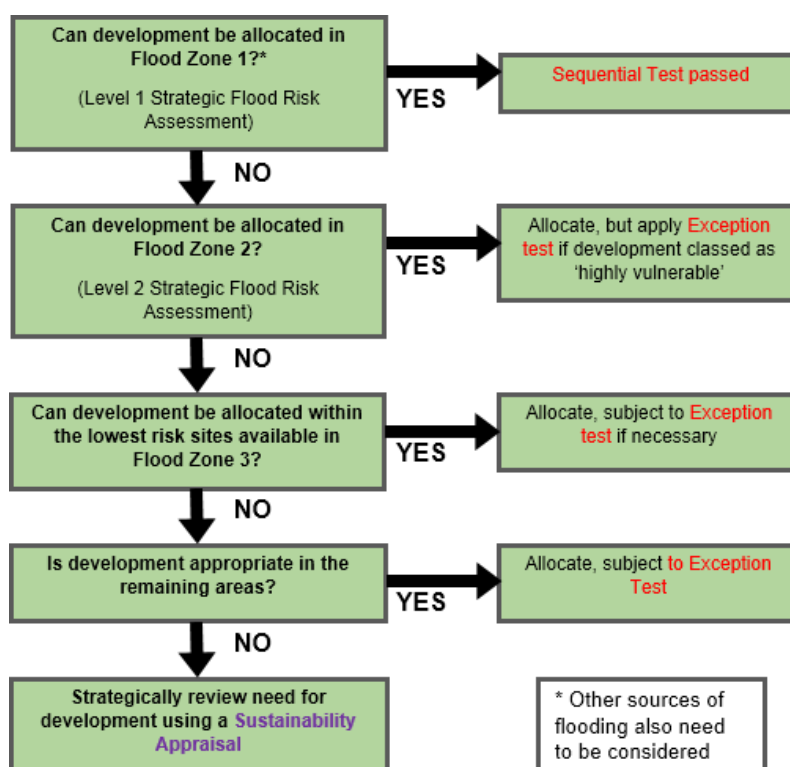 Can development be allocated in
Flood Zone 1?*
(Level 1 Strategic Flood Risk
Assessment)
YES
Sequential Test passed
NO
Can development be allocated in
Flood Zone 2?
(Level 2 Strategic Flood Risk
Assessment)
YES
Allocate, but apply Exception
test if development classed as
‘highly vulnerable’
NO
Can development be allocated within
the lowest risk sites available in
Flood Zone 3?
YES
Allocate, subject to Exception
test if necessary
NO
Is development appropriate in the
remaining areas?
YES
Allocate, subject to Exception
Test
NO
Strategically review need for
development using a Sustainability
Appraisal
* Other sources of
flooding also need
to be considered